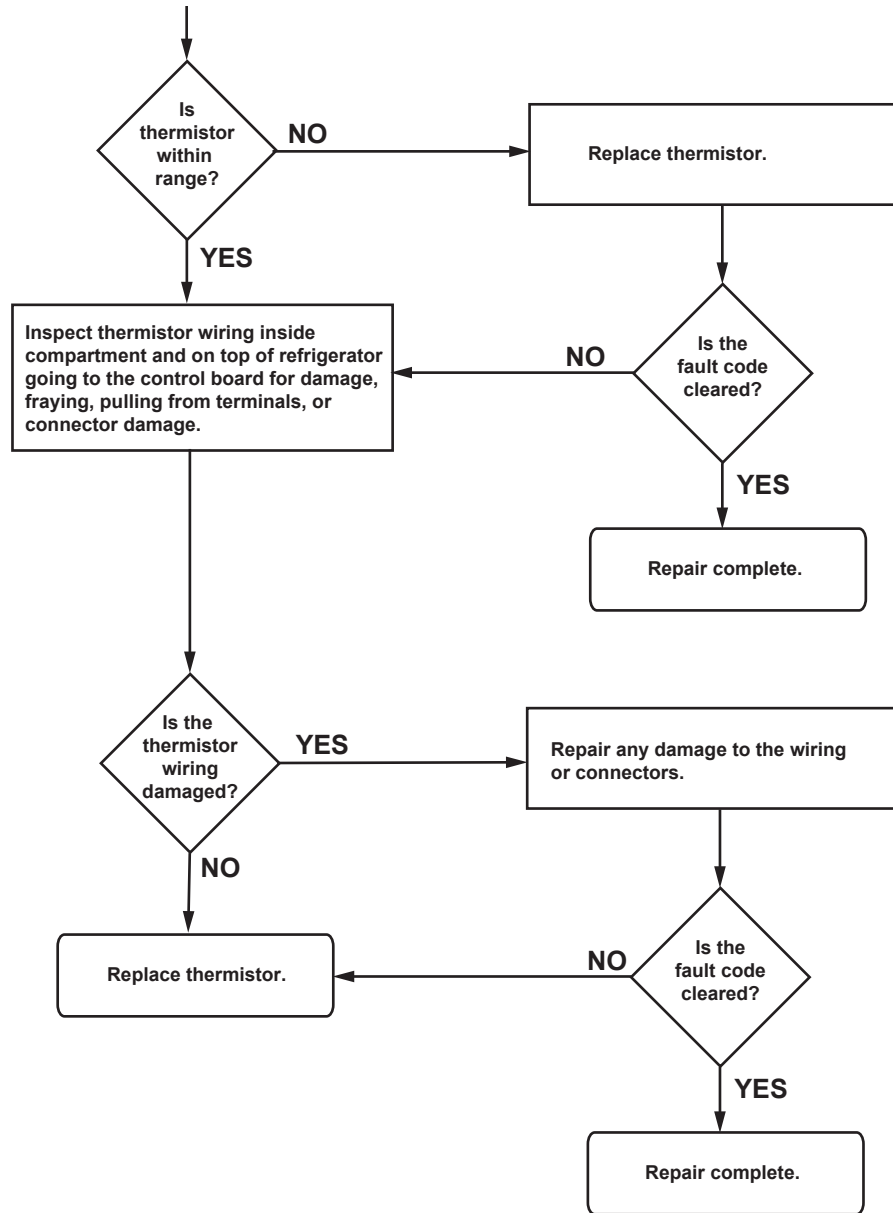 Is
thermistor
within
range?
NO
Replace thermistor.
YES
Inspect thermistor wiring inside
compartment and on top of refrigerator
going to the control board for damage,
fraying, pulling from terminals, or
connector damage.
NO
Is the
fault code
cleared?
YES
Repair complete.
Is the
thermistor
wiring
damaged?
YES
Repair any damage to the wiring
or connectors.
NO
Replace thermistor.
NO
Is the
fault code
cleared?
YES
Repair complete.